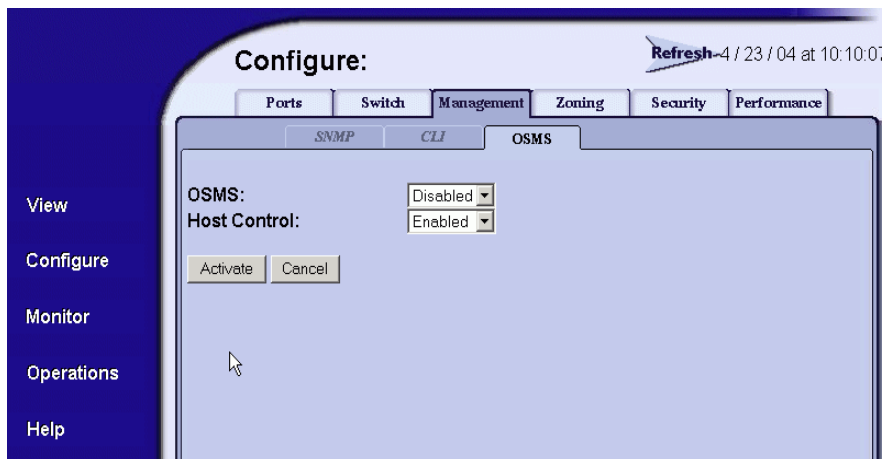 Configure:
Refresh
4 / 23 / 04 at 10:10:07
Ports Switch Management Zoning Security Performance
SNMP CLI OSMS
OSMS: Disabled
Host Control: Enabled
Activate Cancel
View
Configure
Monitor
Operations
Help